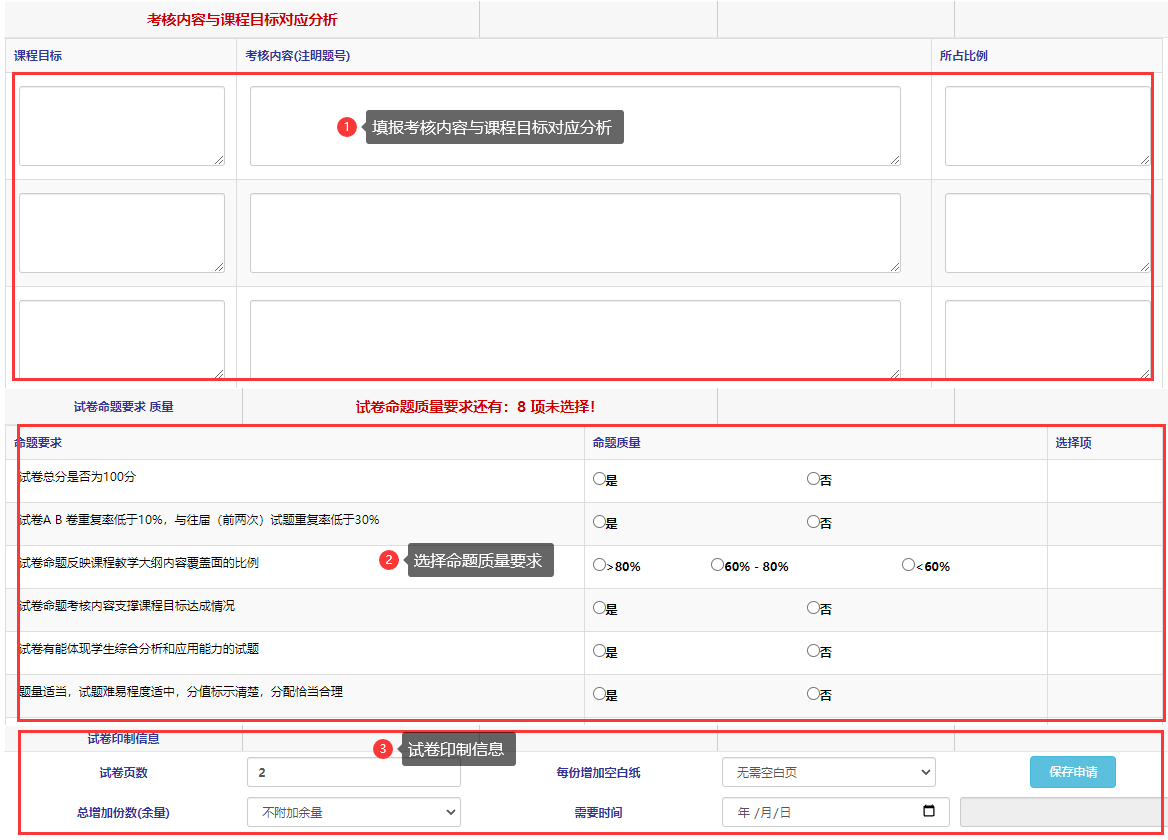 考核内容与课程目标对应分析
课程目标 考核内容(注明题号) 所占比例
1 填报考核内容与课程目标对应分析
试卷命题要求 质量 试卷命题质量要求还有：8 项未选择！
命题要求 命题质量 选择项
试卷总分是否为100分 是 否
试卷A B 卷重复率低于10%，与往届（前两次）试题重复率低于30% 是 否
试卷命题反映课程教学大纲内容覆盖面的比例 >80% 60% - 80% <60%
2 选择命题质量要求
试卷命题考核内容支撑课程目标达成情况 是 否
试卷有能体现学生综合分析和应用能力的试题 是 否
题量适当，试题难易程度适中，分值标示清楚，分配恰当合理 是 否
试卷印制信息
3 试卷印制信息
试卷页数 2 每份增加空白纸 无需空白页 保存申请
总增加份数(余量) 不附加余量 需要时间 年 /月/日